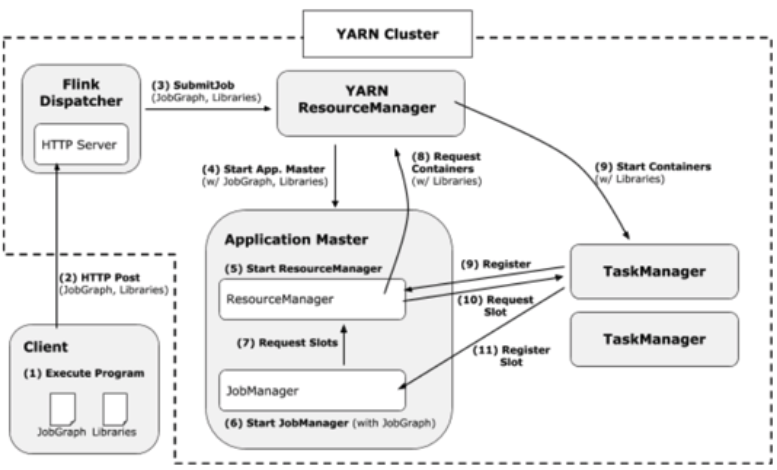 YARN Cluster
Flink
Dispatcher
HTTP Server
(3) SubmitJob
(JobGraph, Libraries)
YARN
ResourceManager
(4) Start App. Master
(w/ JobGraph, Libraries)
(8) Request
Containers
(w/ Libraries)
(9) Start Containers
(w/ Libraries)
(2) HTTP Post
(JobGraph, Libraries)
Application Master
(5) Start ResourceManager
ResourceManager
(7) Request Slots
JobManager
(6) Start JobManager (with JobGraph)
(9) Register
(10) Request
Slot
(11) Register
Slot
TaskManager
TaskManager
Client
(1) Execute Program
JobGraph
Libraries